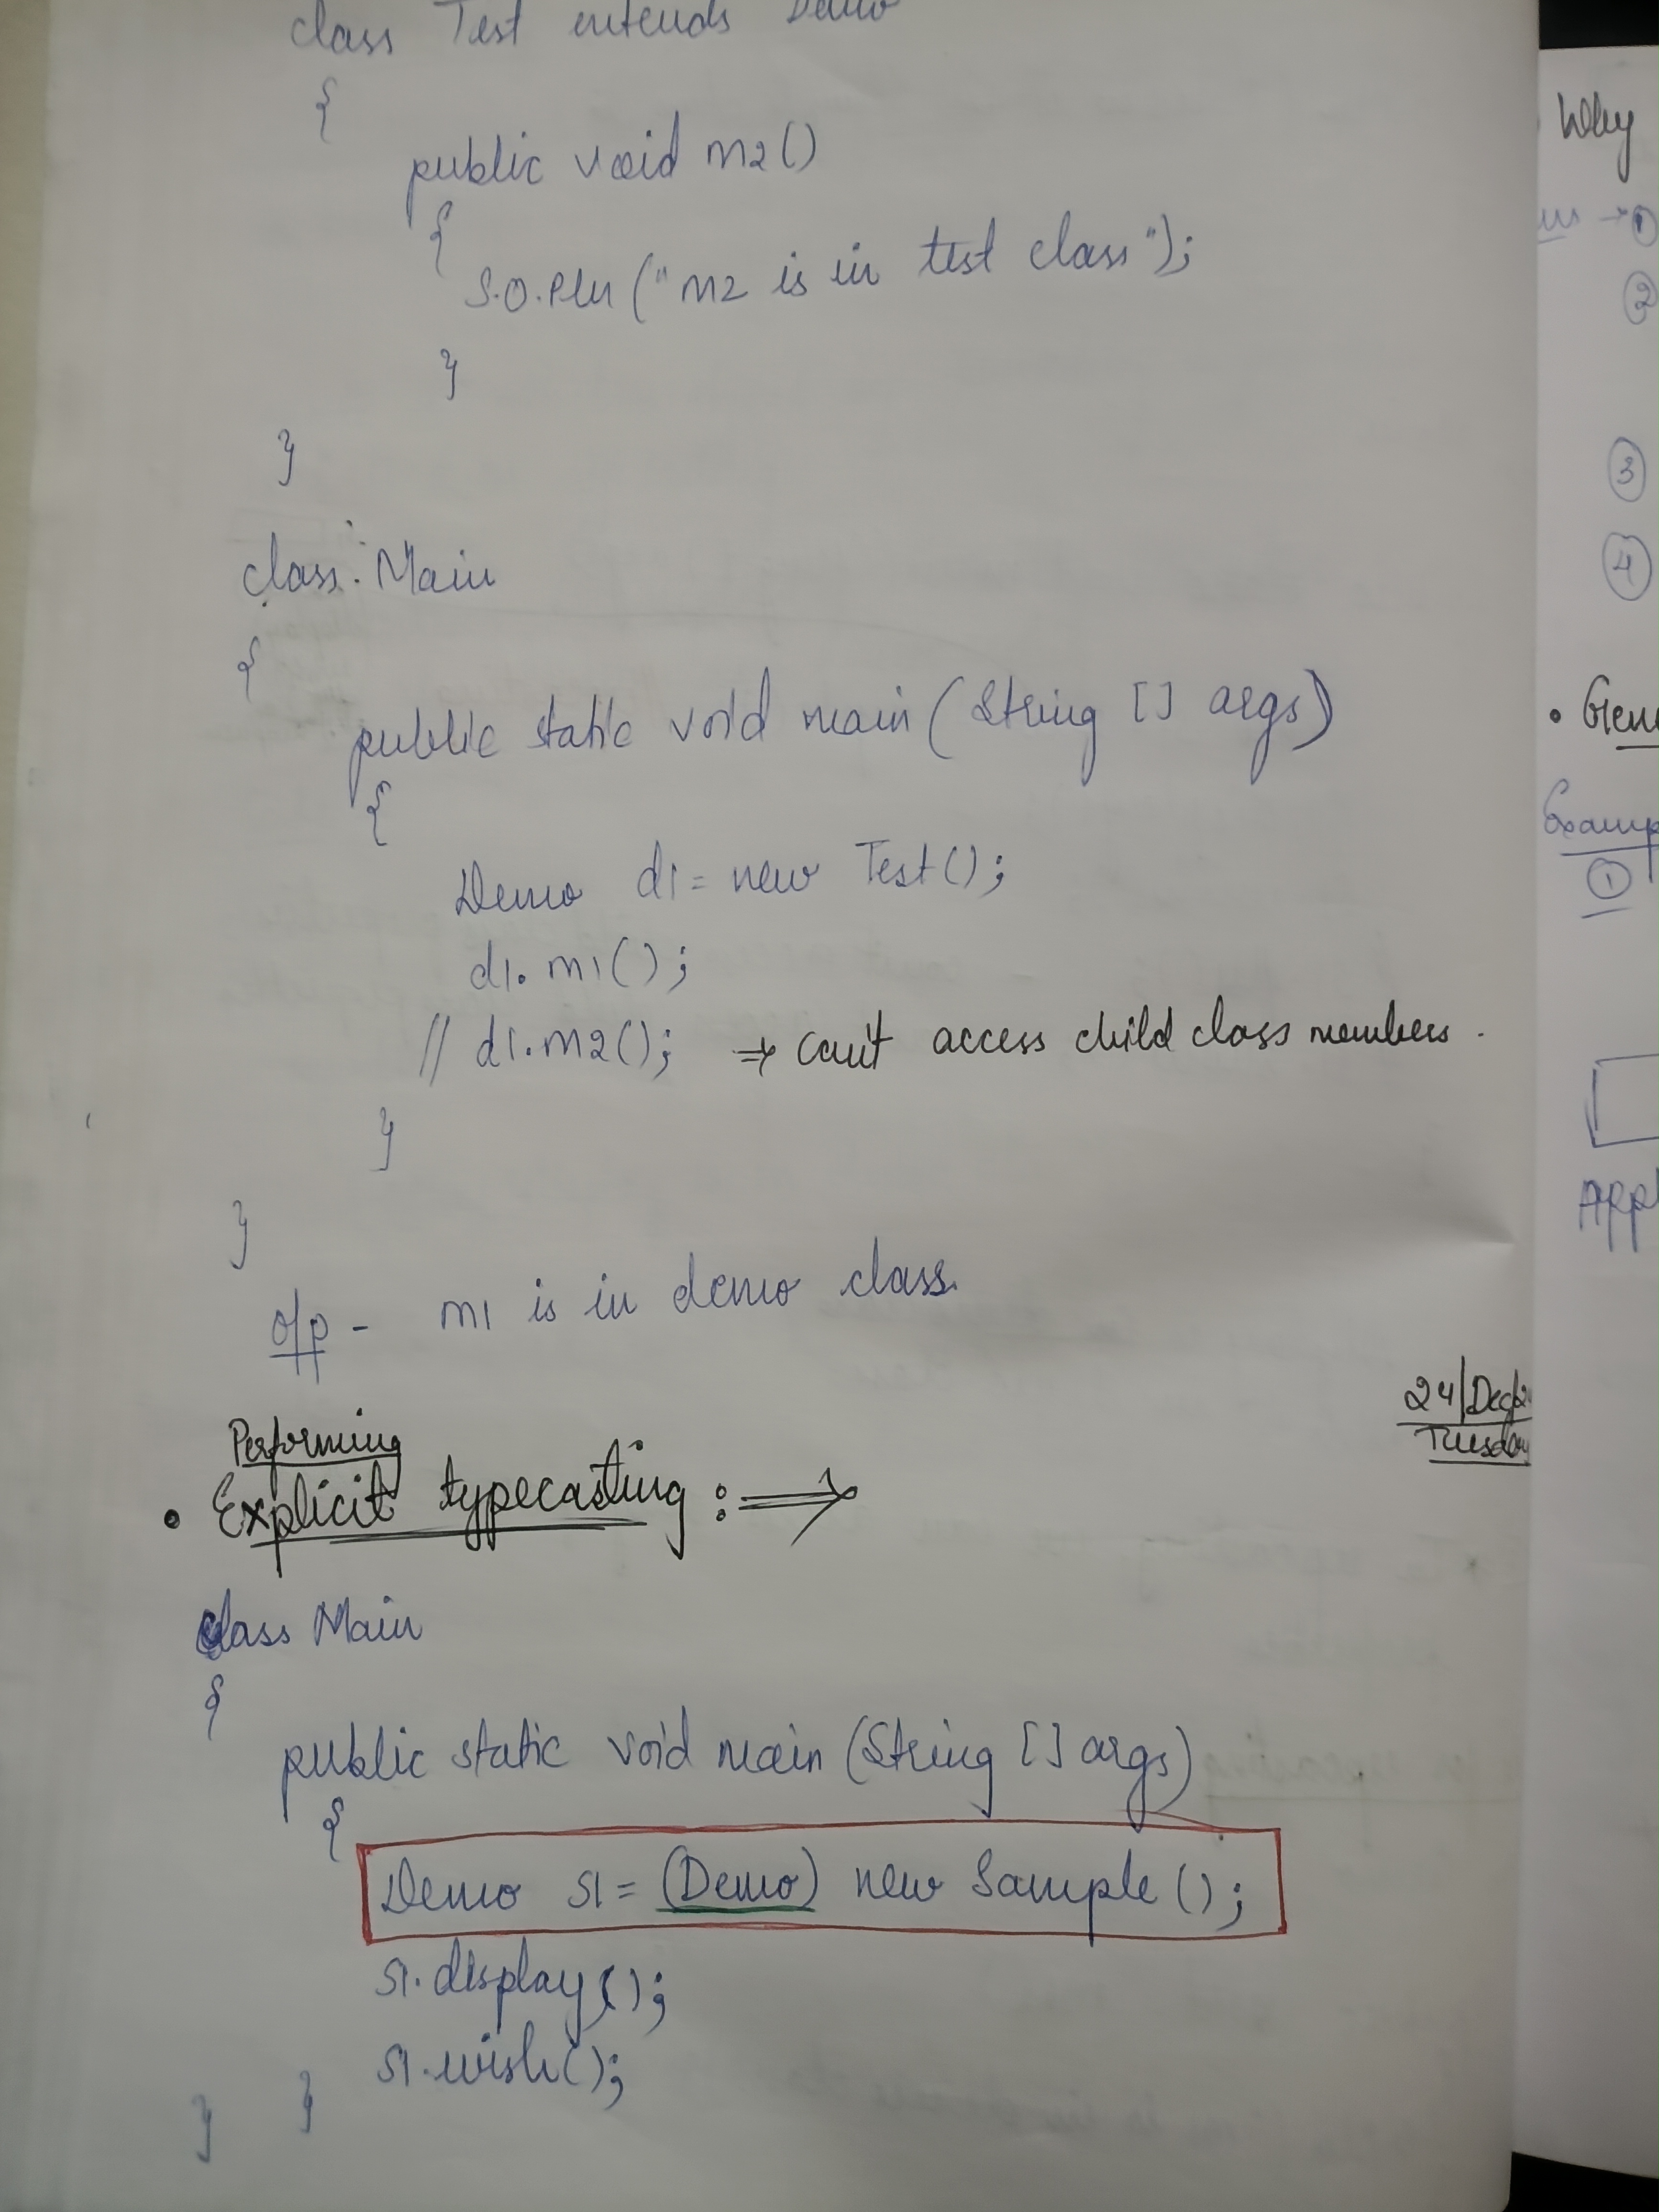 class Test extends Demo
{
public void m2()
{
S.O.Pln ("m2 is in test class");
}
}
class Main
{
public static void main (String [] args)
{
Demo d1 = new Test();
d1.m1();
// d1.m2(); ⇒ can't access child class members.
}
}
o/p - m1 is in demo class.
24/Dec/2
Tuesday
Performing
• Explicit typecasting : ⇒
class Main
{
public static void main (String [] args)
{
Demo s1 = (Demo) new Sample ();
s1.display();
s1.wish();
} }
Why
→ ①
②
③
④
• Gen
Examp
①
Appl